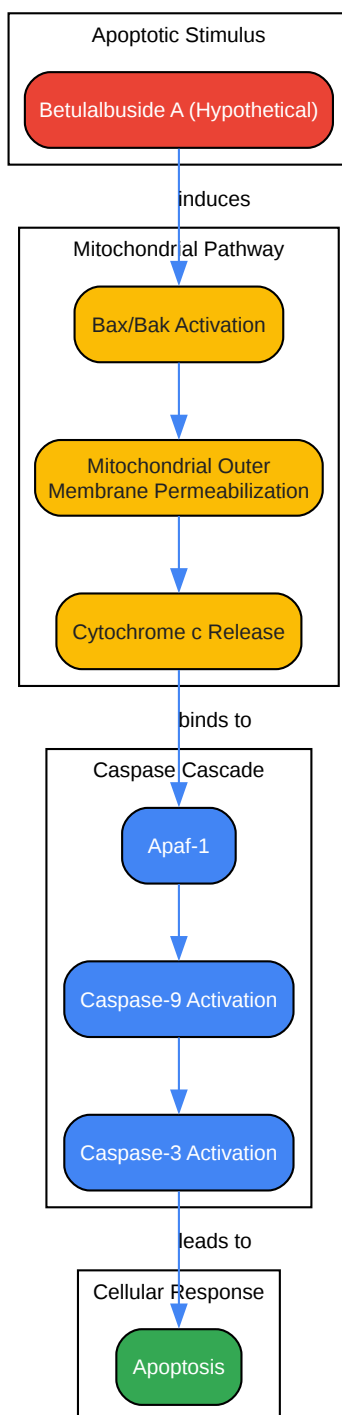 Apoptotic Stimulus
Betulalbuside A (Hypothetical)
induces
Mitochondrial Pathway
Bax/Bak Activation
Mitochondrial Outer
Membrane Permeabilization
Cytochrome c Release
binds to
Caspase Cascade
Apaf-1
Caspase-9 Activation
Caspase-3 Activation
leads to
Cellular Response
Apoptosis